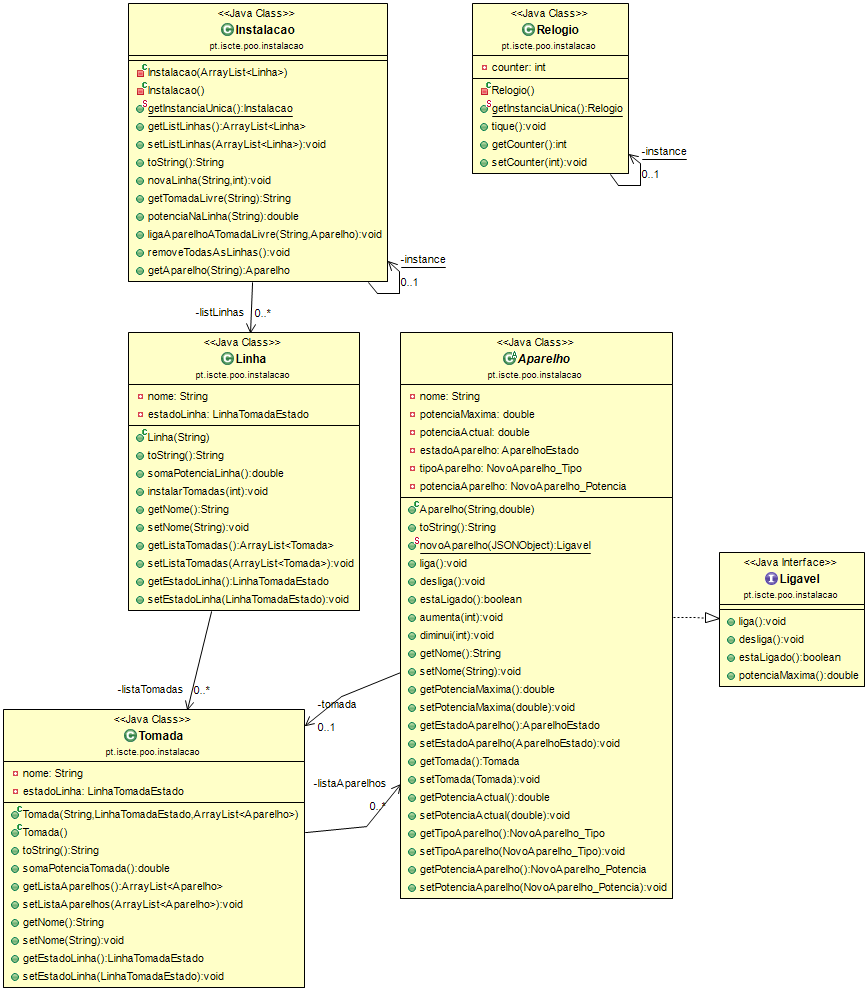 <<Java Class>>
Instalacao
pt.iscte.poo.instalacao
Instalacao(ArrayList<Linha>)
Instalacao()
getInstanciaUnica():Instalacao
getListLinhas():ArrayList<Linha>
setListLinhas(ArrayList<Linha>):void
toString():String
novaLinha(String,int):void
getTomadaLivre(String):String
potenciaNaLinha(String):double
ligaAparelhoATomadaLivre(String,Aparelho):void
removeTodasAsLinhas():void
getAparelho(String):Aparelho
-instance
0..1
<<Java Class>>
Relogio
pt.iscte.poo.instalacao
counter: int
Relogio()
getInstanciaUnica():Relogio
tique():void
getCounter():int
setCounter(int):void
-instance
0..1
-listLinhas
0..*
<<Java Class>>
Linha
pt.iscte.poo.instalacao
nome: String
estadoLinha: LinhaTomadaEstado
Linha(String)
toString():String
somaPotenciaLinha():double
instalarTomadas(int):void
getNome():String
setNome(String):void
getListaTomadas():ArrayList<Tomada>
setListaTomadas(ArrayList<Tomada>):void
getEstadoLinha():LinhaTomadaEstado
setEstadoLinha(LinhaTomadaEstado):void
<<Java Class>>
Aparelho
pt.iscte.poo.instalacao
nome: String
potenciaMaxima: double
potenciaActual: double
estadoAparelho: AparelhoEstado
tipoAparelho: NovoAparelho_Tipo
potenciaAparelho: NovoAparelho_Potencia
Aparelho(String,double)
toString():String
novoAparelho(JSONObject):Ligavel
liga():void
desliga():void
estaLigado():boolean
aumenta(int):void
diminui(int):void
getNome():String
setNome(String):void
getPotenciaMaxima():double
setPotenciaMaxima(double):void
getEstadoAparelho():AparelhoEstado
setEstadoAparelho(AparelhoEstado):void
getTomada():Tomada
setTomada(Tomada):void
getPotenciaActual():double
setPotenciaActual(double):void
getTipoAparelho():NovoAparelho_Tipo
setTipoAparelho(NovoAparelho_Tipo):void
getPotenciaAparelho():NovoAparelho_Potencia
setPotenciaAparelho(NovoAparelho_Potencia):void
<<Java Interface>>
Ligavel
pt.iscte.poo.instalacao
liga():void
desliga():void
estaLigado():boolean
potenciaMaxima():double
-listaTomadas
0..*
-tomada
0..1
-listaAparelhos
0..*
<<Java Class>>
Tomada
pt.iscte.poo.instalacao
nome: String
estadoLinha: LinhaTomadaEstado
Tomada(String,LinhaTomadaEstado,ArrayList<Aparelho>)
Tomada()
toString():String
somaPotenciaTomada():double
getListaAparelhos():ArrayList<Aparelho>
setListaAparelhos(ArrayList<Aparelho>):void
getNome():String
setNome(String):void
getEstadoLinha():LinhaTomadaEstado
setEstadoLinha(LinhaTomadaEstado):void